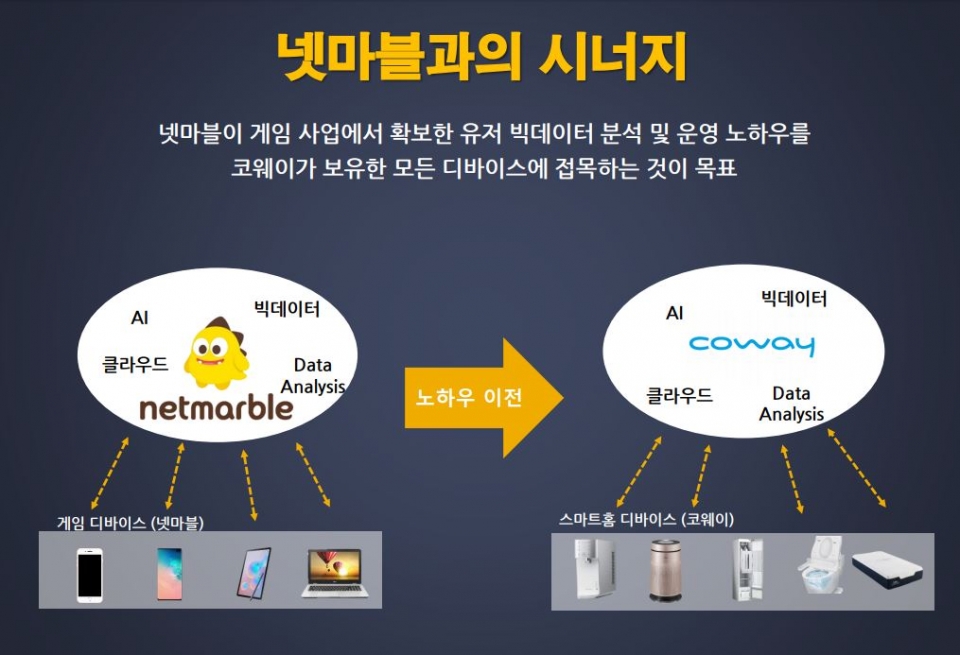 넷마블과의 시너지
넷마블이 게임 사업에서 확보한 유저 빅데이터 분석 및 운영 노하우를
코웨이가 보유한 모든 디바이스에 접목하는 것이 목표
AI
빅데이터
클라우드
Data
Analysis
netmarble
노하우 이전
AI
빅데이터
coway
클라우드
Data
Analysis
게임 디바이스 (넷마블)
스마트홈 디바이스 (코웨이)